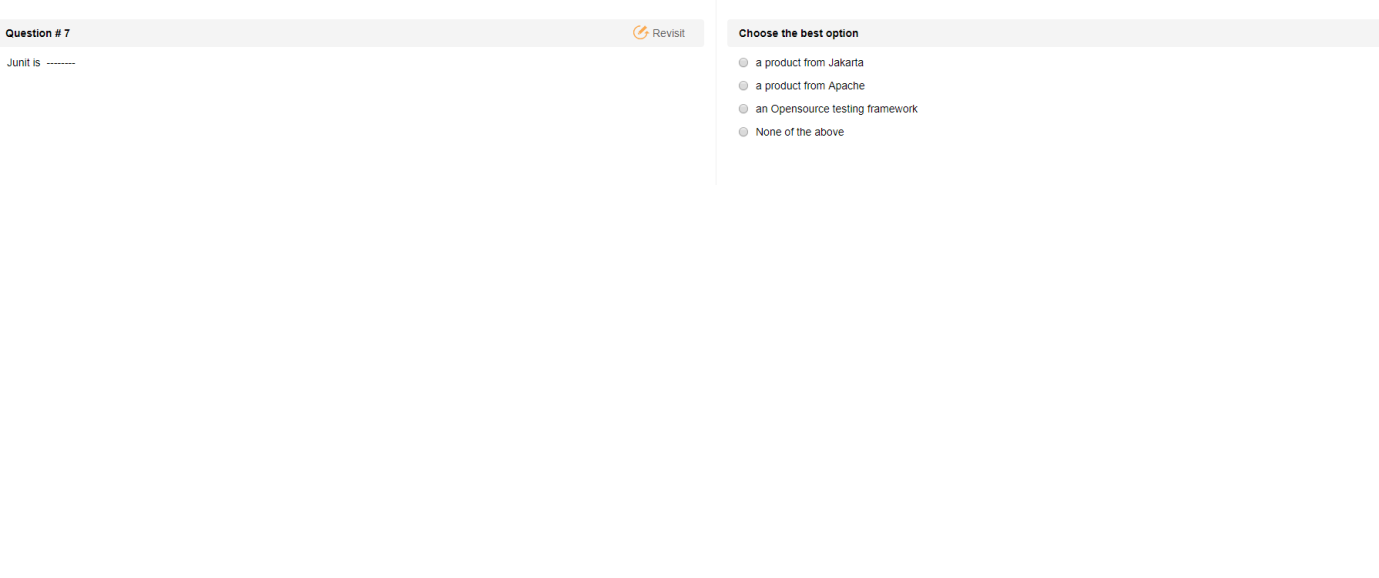 Question # 7
Revisit
Junit is --------
Choose the best option
a product from Jakarta
a product from Apache
an Opensource testing framework
None of the above